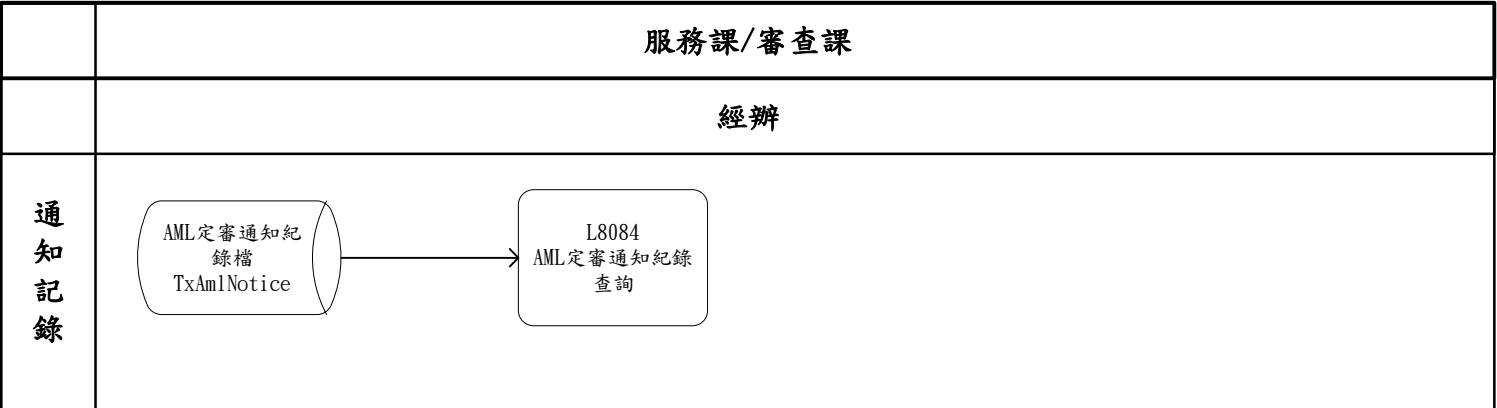 服務課/審查課
經辦
通
知
記
錄
AML定審通知紀
錄檔
TxAmlNotice
L8084
AML定審通知紀錄
查詢